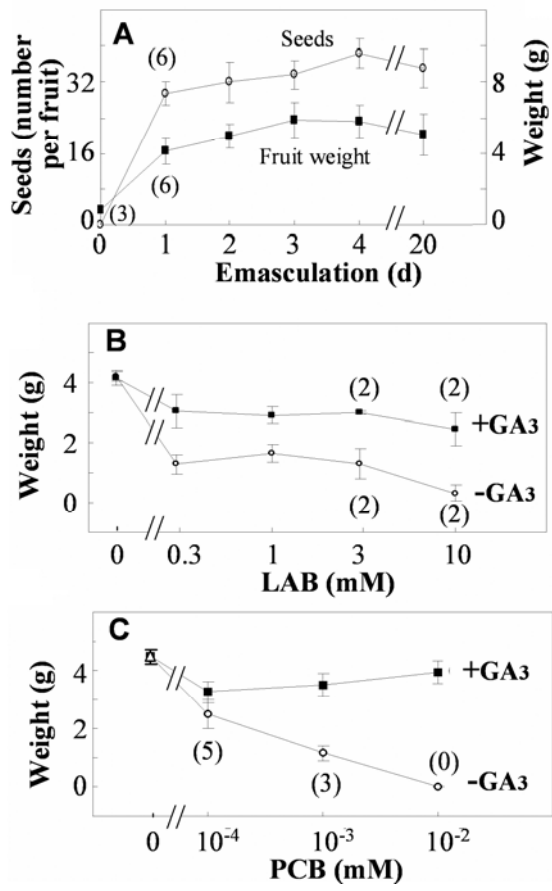 A
Seeds (number
per fruit)
32
16
0
Weight (g)
8
4
0
Seeds
Fruit weight
(6)
(6)
(3)
0 1 2 3 4 20
Emasculation (d)
B
Weight (g)
4
2
0
(2) (2)
+GA3
-GA3
(2) (2)
0 0.3 1 3 10
LAB (mM)
C
Weight (g)
4
2
0
+GA3
(5) (3) (0)
-GA3
0 10-4 10-3 10-2
PCB (mM)